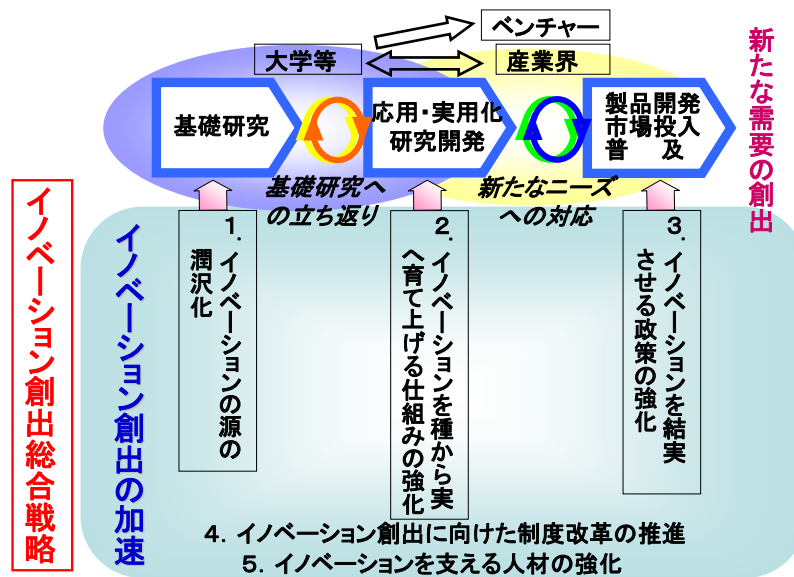 ベンチャー
大学等
産業界
基礎研究
応用・実用化
研究開発
製品開発
市場投入
普　及
新たな需要の創出
基礎研究へ
の立ち返り
新たなニーズ
への対応
イノベーション創出総合戦略
イノベーション創出の加速
１．イノベーションの源の
潤沢化
２．イノベーションを種から実
へ育て上げる仕組みの強化
３．イノベーションを結実
させる政策の強化
４．イノベーション創出に向けた制度改革の推進
５．イノベーションを支える人材の強化